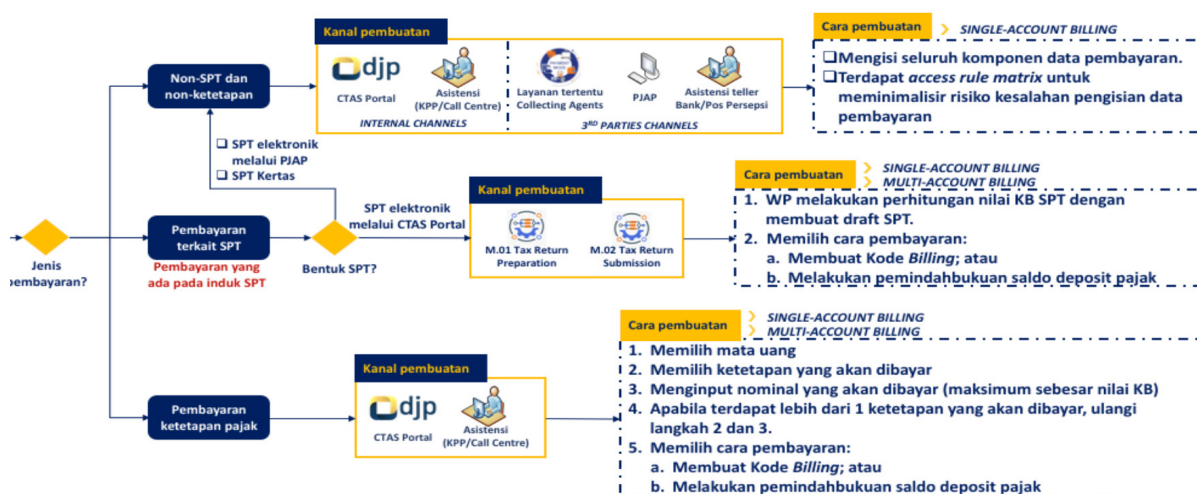 Jenis
pembayaran?
Non-SPT dan
non-ketetapan
Kanal pembuatan
djp
CTAS Portal
Asistensi
(KPP/Call Centre)
INTERNAL CHANNELS
Layanan tertentu
Collecting Agents
PJAP
Asistensi teller
Bank/Pos Persepsi
3RD PARTIES CHANNELS
Cara pembuatan
SINGLE-ACCOUNT BILLING
❑Mengisi seluruh komponen data pembayaran.
❑Terdapat access rule matrix untuk
meminimalisir risiko kesalahan pengisian data
pembayaran
❑ SPT elektronik
melalui PJAP
❑ SPT Kertas
Pembayaran
terkait SPT
Pembayaran yang
ada pada induk SPT
Bentuk SPT?
SPT elektronik
melalui CTAS Portal
Kanal pembuatan
M.01 Tax Return
Preparation
M.02 Tax Return
Submission
Cara pembuatan
SINGLE-ACCOUNT BILLING
MULTI-ACCOUNT BILLING
1. WP melakukan perhitungan nilai KB SPT dengan
membuat draft SPT.
2. Memilih cara pembayaran:
a. Membuat Kode Billing; atau
b. Melakukan pemindahbukuan saldo deposit pajak
Pembayaran
ketetapan pajak
Kanal pembuatan
djp
CTAS Portal
Asistensi
(KPP/Call Centre)
Cara pembuatan
SINGLE-ACCOUNT BILLING
MULTI-ACCOUNT BILLING
1. Memilih mata uang
2. Memilih ketetapan yang akan dibayar
3. Menginput nominal yang akan dibayar (maksimum sebesar nilai KB)
4. Apabila terdapat lebih dari 1 ketetapan yang akan dibayar, ulangi
langkah 2 dan 3.
5. Memilih cara pembayaran:
a. Membuat Kode Billing; atau
b. Melakukan pemindahbukuan saldo deposit pajak